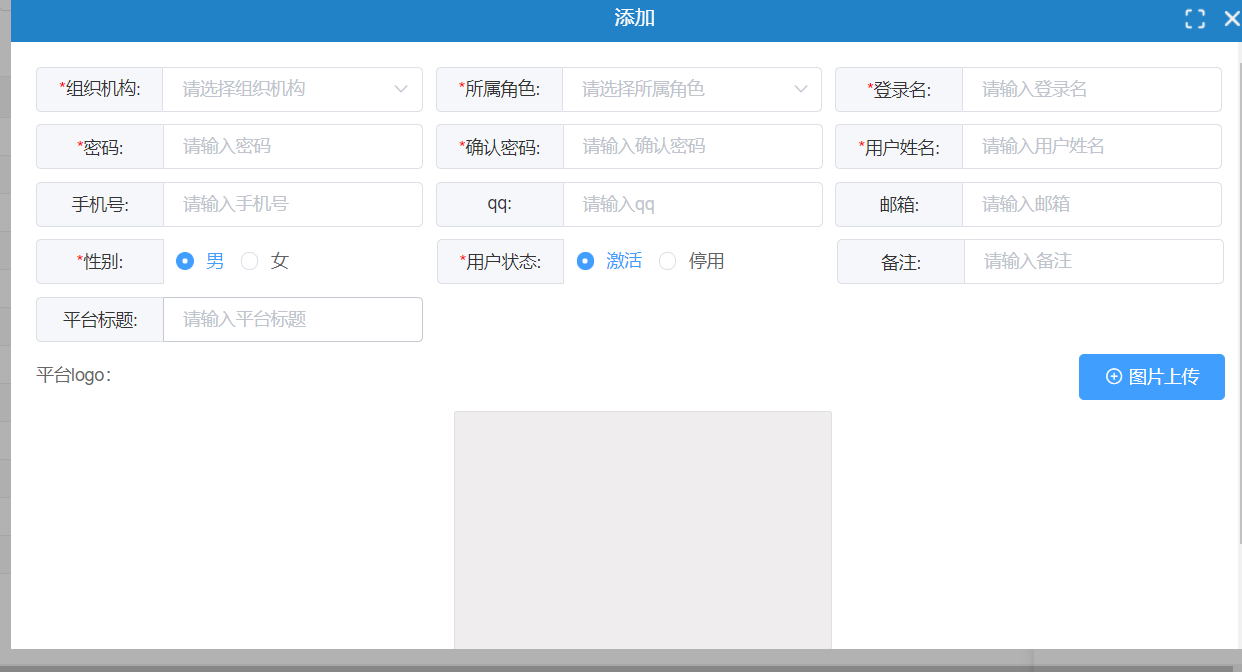 添加
*组织机构: 请选择组织机构 *所属角色: 请选择所属角色 *登录名: 请输入登录名
*密码: 请输入密码 *确认密码: 请输入确认密码 *用户姓名: 请输入用户姓名
手机号: 请输入手机号 qq: 请输入qq 邮箱: 请输入邮箱
*性别: 男 女 *用户状态: 激活 停用 备注: 请输入备注
平台标题: 请输入平台标题
平台logo: 图片上传